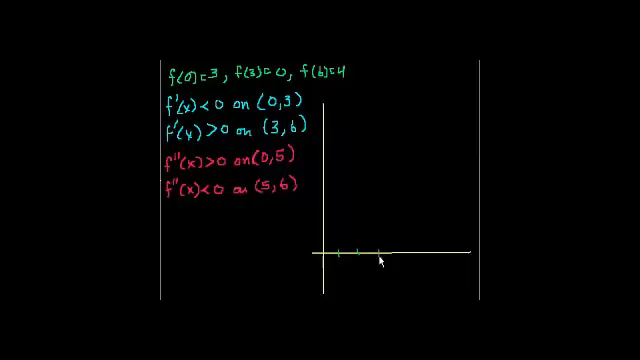 f(0)=3, f(3)=0, f(6)=4
f'(x)<0 on (0,3)
f'(x)>0 on (3,6)
f''(x)>0 on (0,5)
f''(x)<0 on (5,6)